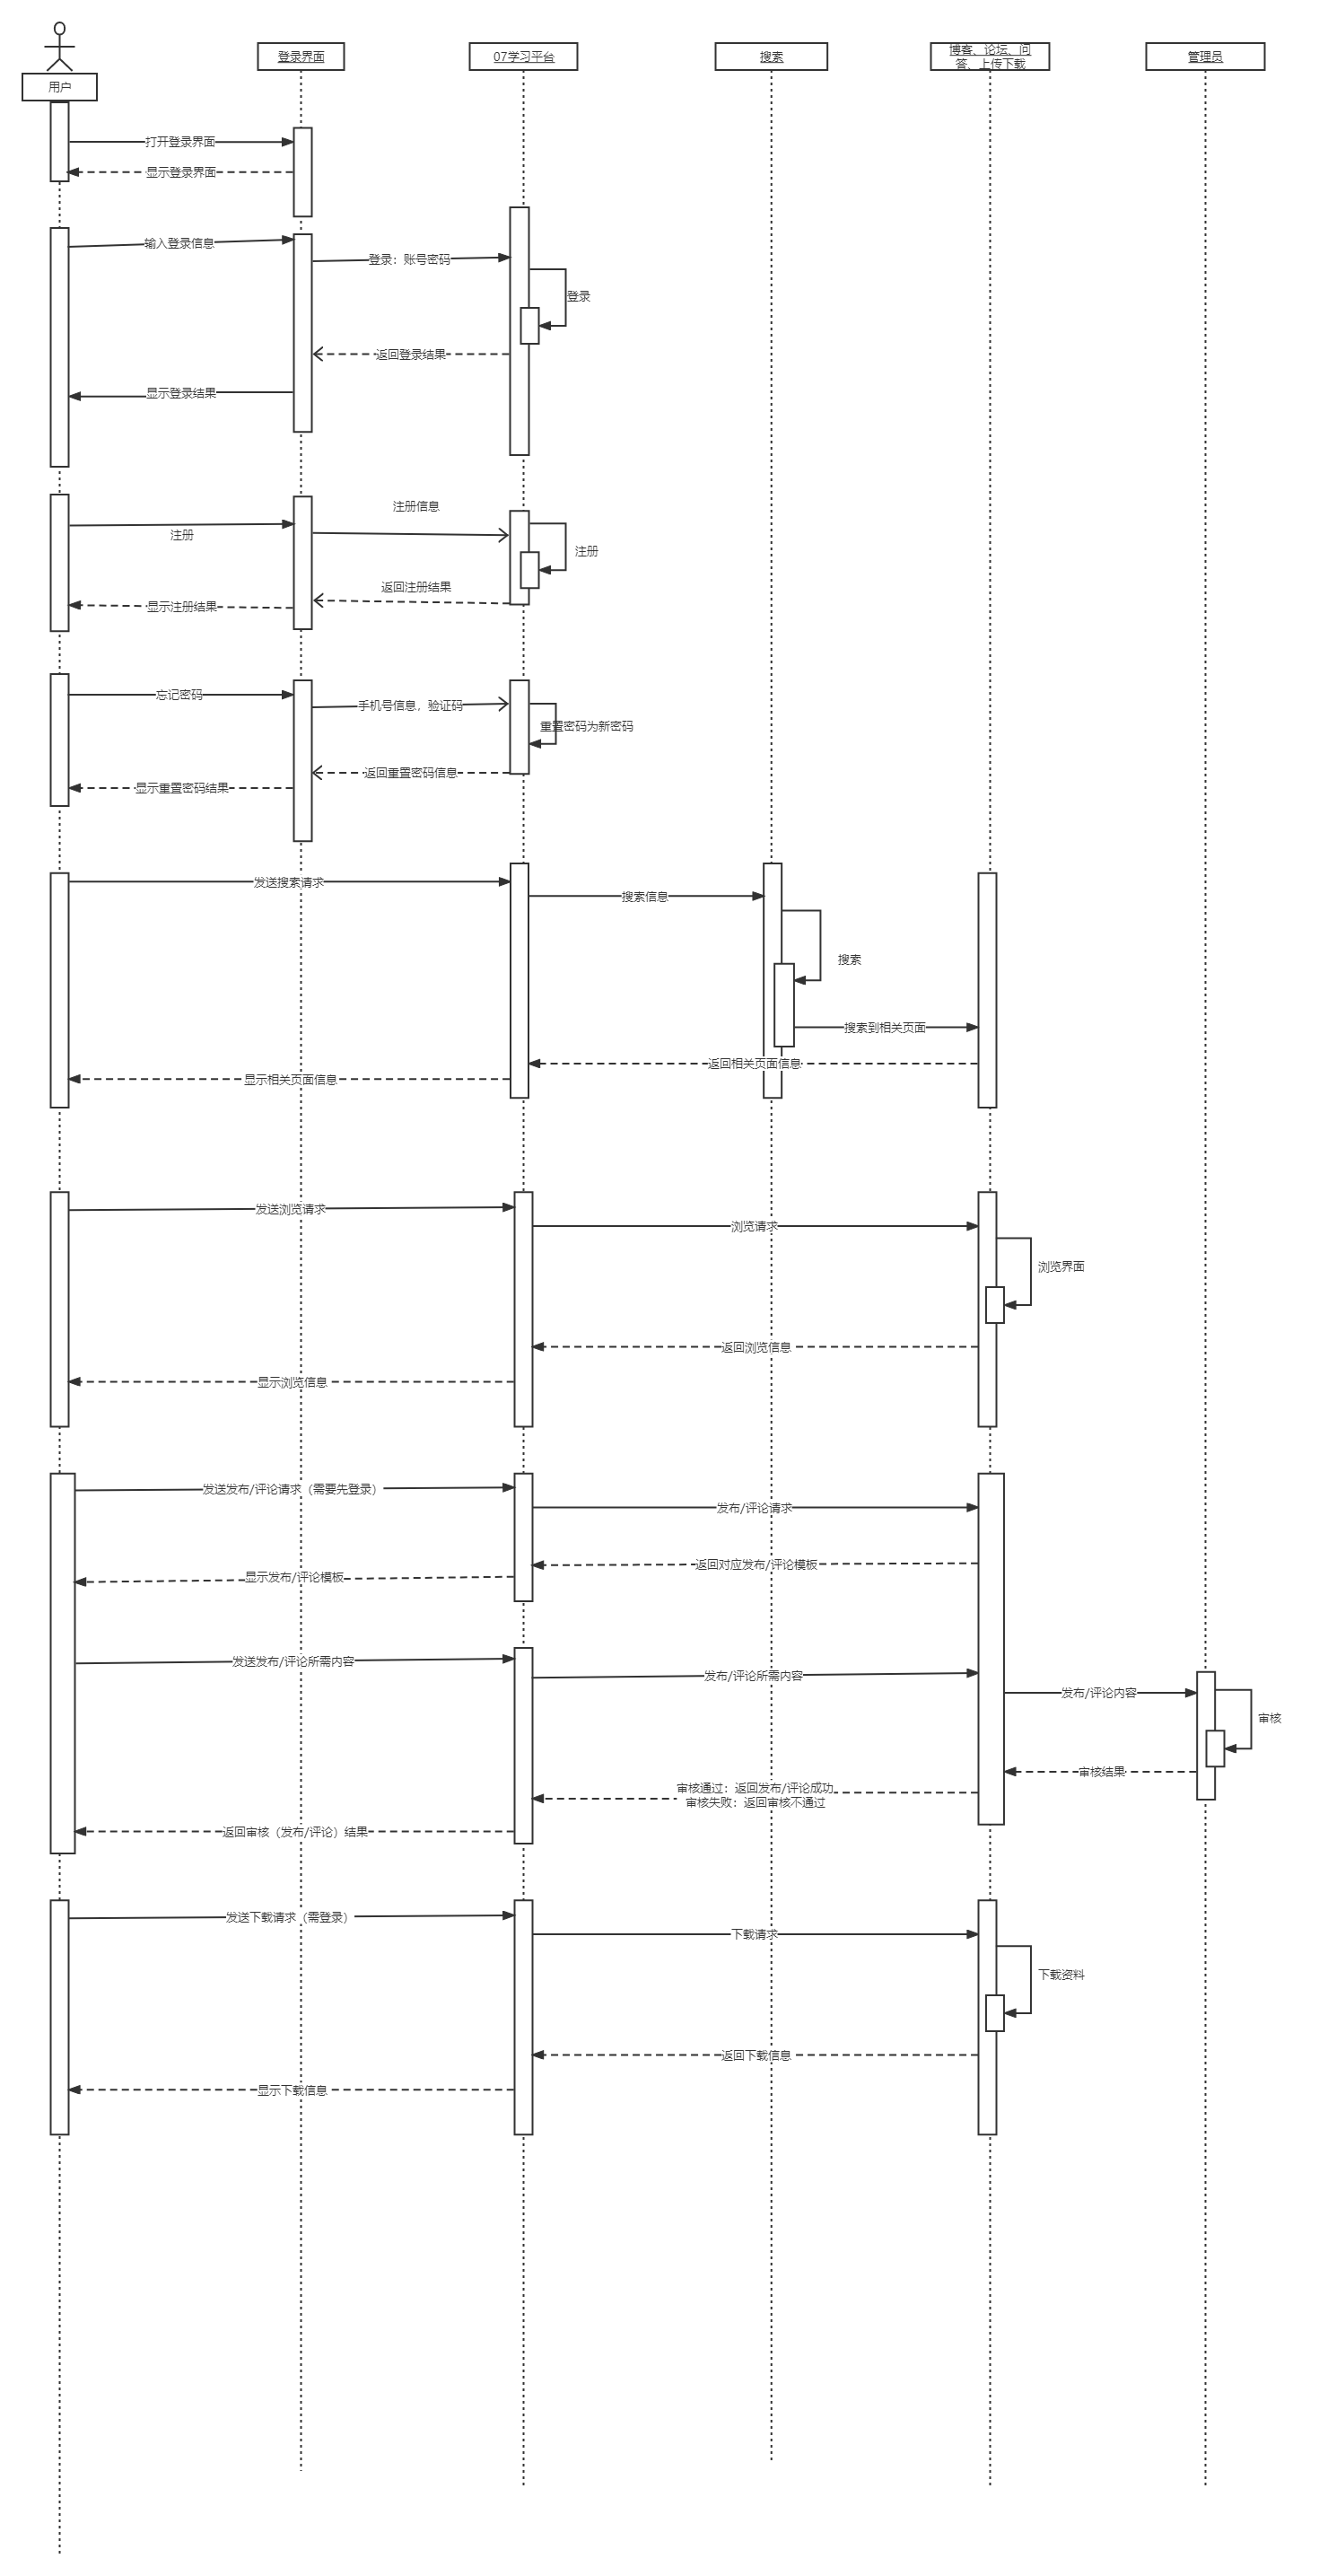 用户
登录界面
07学习平台
搜索
博客、论坛、问
答、上传下载
管理员
打开登录界面
显示登录界面
输入登录信息
登录：账号密码
登录
返回登录结果
显示登录结果
注册信息
注册
注册
返回注册结果
显示注册结果
忘记密码
手机号信息，验证码
重置密码为新密码
返回重置密码信息
显示重置密码结果
发送搜索请求
搜索信息
搜索
搜索到相关页面
返回相关页面信息
显示相关页面信息
发送浏览请求
浏览请求
浏览界面
返回浏览信息
显示浏览信息
发送发布/评论请求（需要先登录）
发布/评论请求
返回对应发布/评论模板
显示发布/评论模板
发送发布/评论所需内容
发布/评论所需内容
发布/评论内容
审核
审核结果
审核通过：返回发布/评论成功
审核失败：返回审核不通过
返回审核（发布/评论）结果
发送下载请求（需登录）
下载请求
下载资料
返回下载信息
显示下载信息